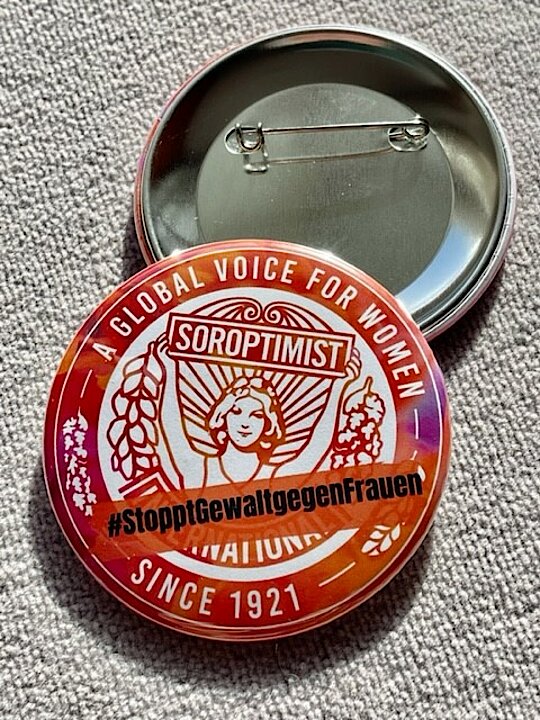 A GLOBAL VOICE FOR WOMEN
SOROPTIMIST
#StopptGewaltgegenFrauen
SINCE 1921